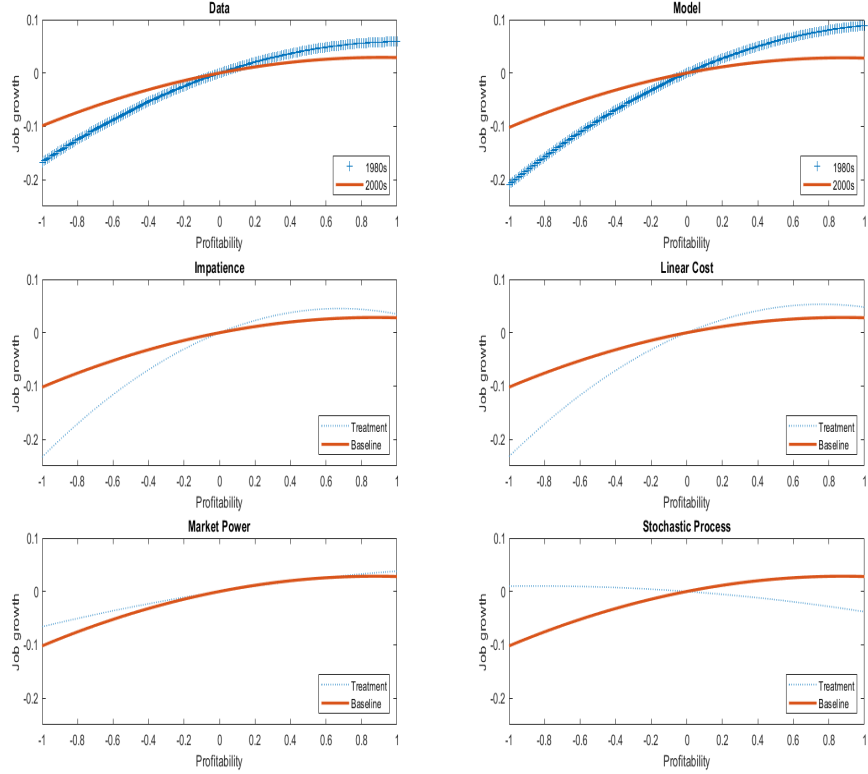 Data
Job growth
0.1
0
-0.1
-0.2
1980s
2000s
-1 -0.8 -0.6 -0.4 -0.2 0 0.2 0.4 0.6 0.8 1
Profitability
Model
Job growth
0.1
0
-0.1
-0.2
1980s
2000s
-1 -0.8 -0.6 -0.4 -0.2 0 0.2 0.4 0.6 0.8 1
Profitability
Impatience
Job growth
0.1
0
-0.1
-0.2
Treatment
Baseline
-1 -0.8 -0.6 -0.4 -0.2 0 0.2 0.4 0.6 0.8 1
Profitability
Linear Cost
Job growth
0.1
0
-0.1
-0.2
Treatment
Baseline
-1 -0.8 -0.6 -0.4 -0.2 0 0.2 0.4 0.6 0.8 1
Profitability
Market Power
Job growth
0.1
0
-0.1
-0.2
Treatment
Baseline
-1 -0.8 -0.6 -0.4 -0.2 0 0.2 0.4 0.6 0.8 1
Profitability
Stochastic Process
Job growth
0.1
0
-0.1
-0.2
Treatment
Baseline
-1 -0.8 -0.6 -0.4 -0.2 0 0.2 0.4 0.6 0.8 1
Profitability